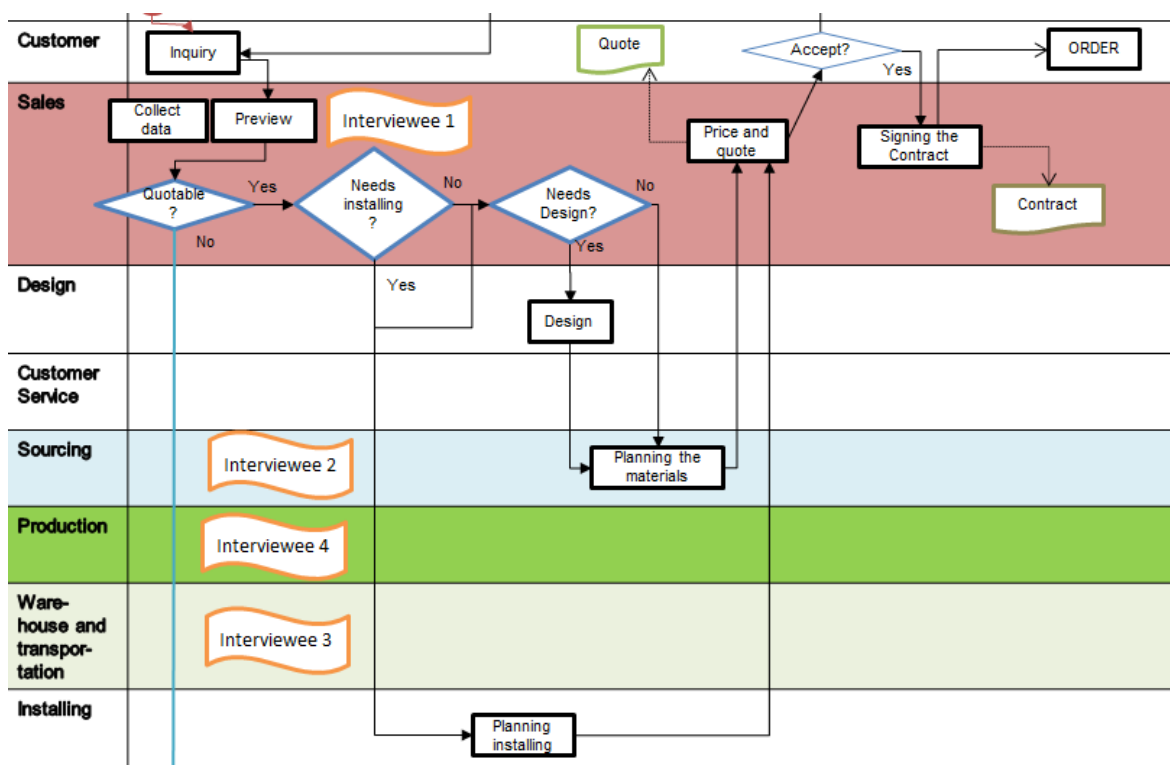 Customer
Inquiry
Quote
Accept?
Yes
ORDER
Sales
Collect
data
Preview
Interviewee 1
Price and
quote
Signing the
Contract
Contract
Quotable
?
Yes
No
Needs
installing
?
No
Yes
Needs
Design?
No
Yes
Design
Design
Customer
Service
Sourcing
Interviewee 2
Planning the
materials
Production
Interviewee 4
Ware-
house and
transpor-
tation
Interviewee 3
Installing
Planning
installing